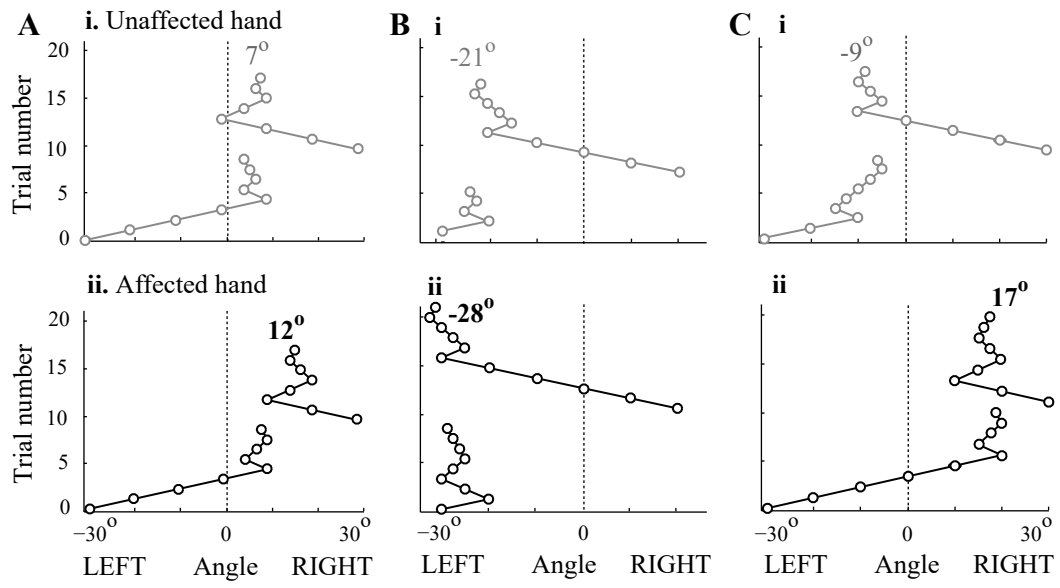 A i. Unaffected hand
7°
Trial number
20
15
10
5
0
B i
-21°
C i
-9°
ii. Affected hand
12°
Trial number
20
15
10
5
0
−30° 0 30°
LEFT Angle RIGHT
ii
-28°
−30° 0
LEFT Angle RIGHT
ii
17°
−30° 0 30°
LEFT Angle RIGHT